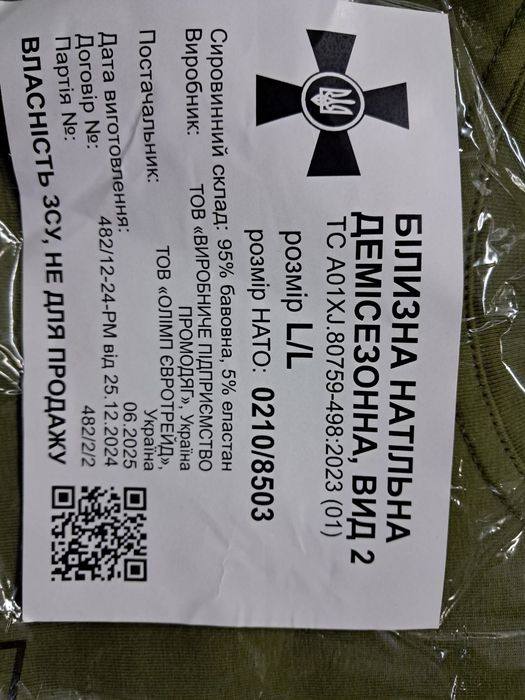 БІЛИЗНА НАТІЛЬНА
ДЕМІСЕЗОННА, ВИД 2
ТС А01XJ.80759-498:2023 (01)
розмір L/L
розмір НАТО: 0210/8503
Сировинний склад: 95% бавовна, 5% еластан
Виробник: ТОВ «ВИРОБНИЧЕ ПІДПРИЄМСТВО
ПРОМОДЯГ», Україна
Постачальник: ТОВ «ОЛІМП ЄВРОТРЕЙД»,
Україна
Дата виготовлення: 06.2025
Договір №: 482/12-24-РМ від 25.12.2024
Партія №: 482/2/2
ВЛАСНІСТЬ ЗСУ, НЕ ДЛЯ ПРОДАЖУ